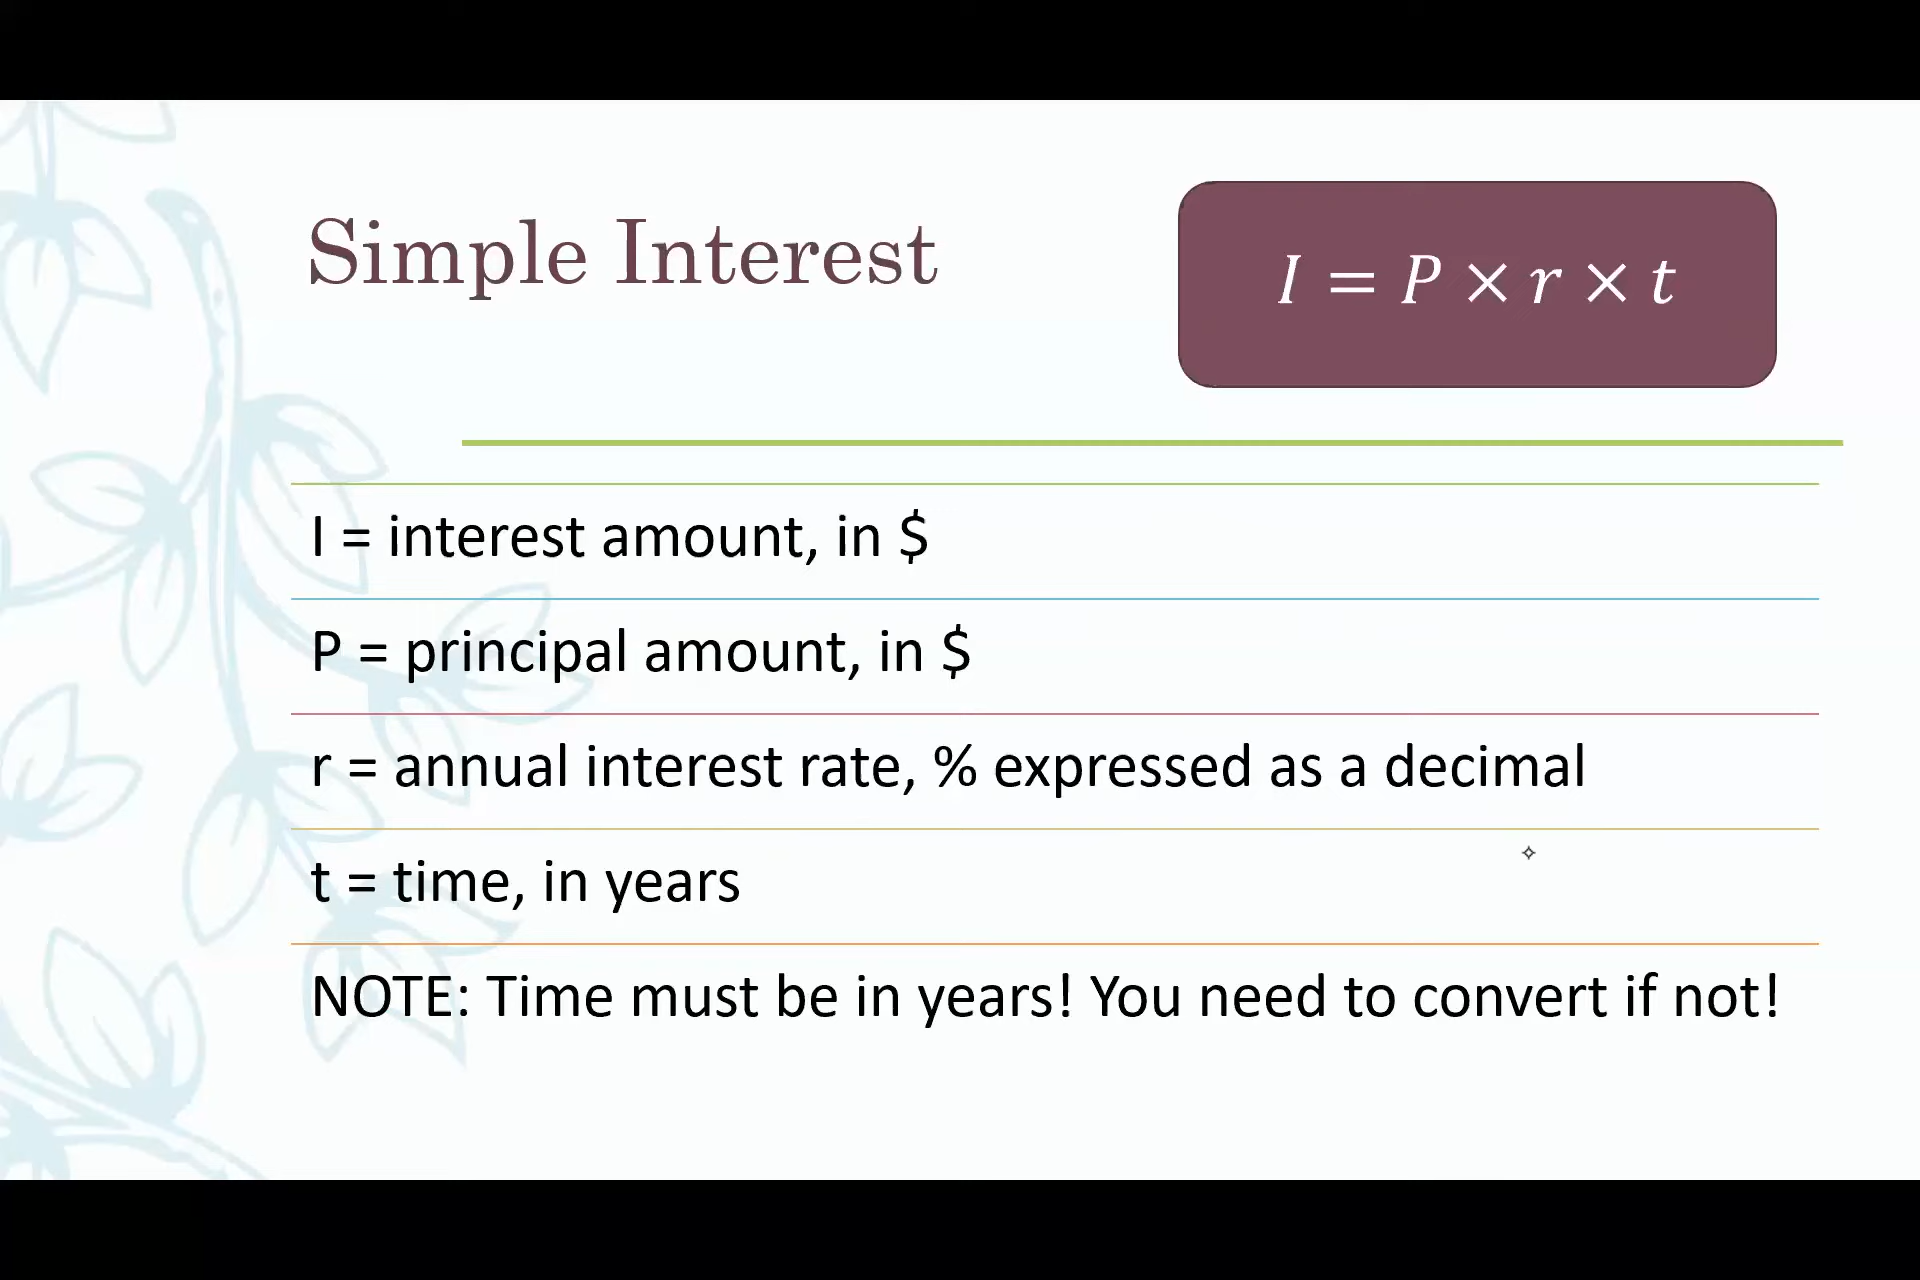 Simple Interest
I = P × r × t
I = interest amount, in $
P = principal amount, in $
r = annual interest rate, % expressed as a decimal
t = time, in years
NOTE: Time must be in years! You need to convert if not!